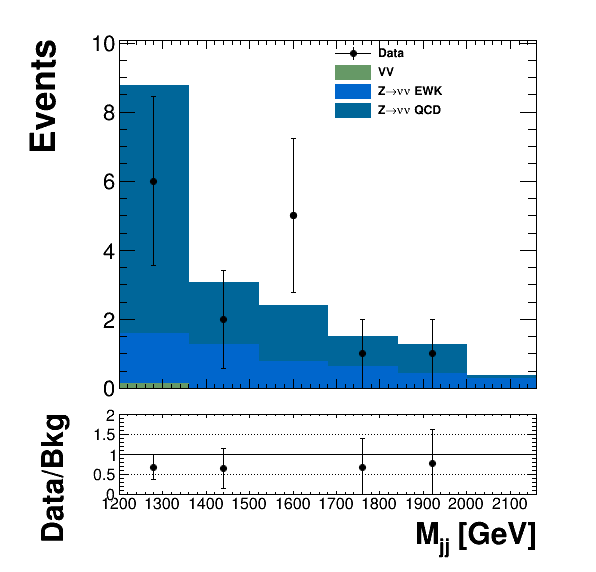 Events
10
8
6
4
2
0
Data
VV
Z→νν EWK
Z→νν QCD
Data/Bkg
2
1.5
1
0.5
0
1200 1300 1400 1500 1600 1700 1800 1900 2000 2100
Mjj [GeV]